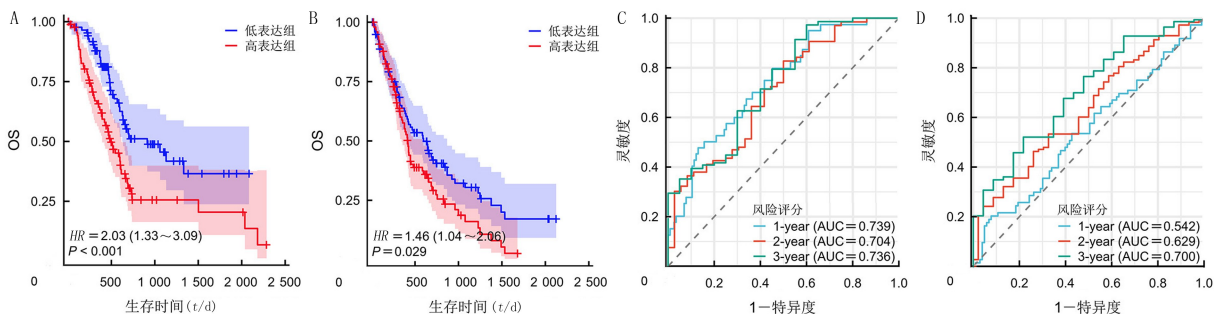 A
1.00
0.75
0.50
0.25
0
OS
低表达组
高表达组
HR＝2.03 (1.33～3.09)
P < 0.001
500
1 000
1 500
2 000
2 500
生存时间(t/d)
B
1.00
0.75
0.50
0.25
0
OS
低表达组
高表达组
HR＝1.46 (1.04～2.06)
P＝0.029
500
1 000
1 500
2 000
2 500
生存时间(t/d)
C
1.0
0.8
0.6
0.4
0.2
0
灵敏度
风险评分
1-year (AUC＝0.739)
2-year (AUC＝0.704)
3-year (AUC＝0.736)
0.2
0.4
0.6
0.8
1.0
1－特异度
D
1.0
0.8
0.6
0.4
0.2
0
灵敏度
风险评分
1-year (AUC＝0.542)
2-year (AUC＝0.629)
3-year (AUC＝0.700)
0.2
0.4
0.6
0.8
1.0
1－特异度